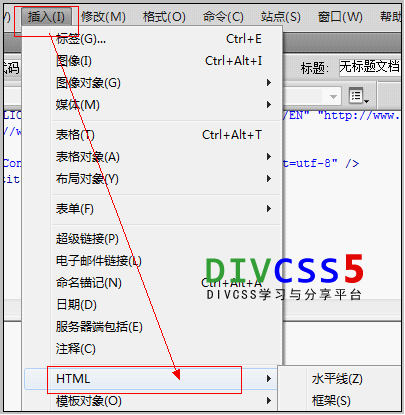 V) 插入(I) 修改(M) 格式(O) 命令(C) 站点(S) 窗口(W) 帮助(
标签(G)... Ctrl+E
图像(I) Ctrl+Alt+I
代码 标题: 无标题文档
图像对象(G)
媒体(M)
LIC /EN" "http://www.
表格(T) Ctrl+Alt+T
//w
表格对象(A)
Con t=utf-8" />
布局对象(Y)
sit
表单(F)
超级链接(P)
电子邮件链接(L)
DIVCSS5
命名锚记(N) Ctrl+Alt+A
DIVCSS学习与分享平台
日期(D)
服务器端包括(E)
注释(C)
HTML 水平线(Z)
模板对象(O) 框架(S)